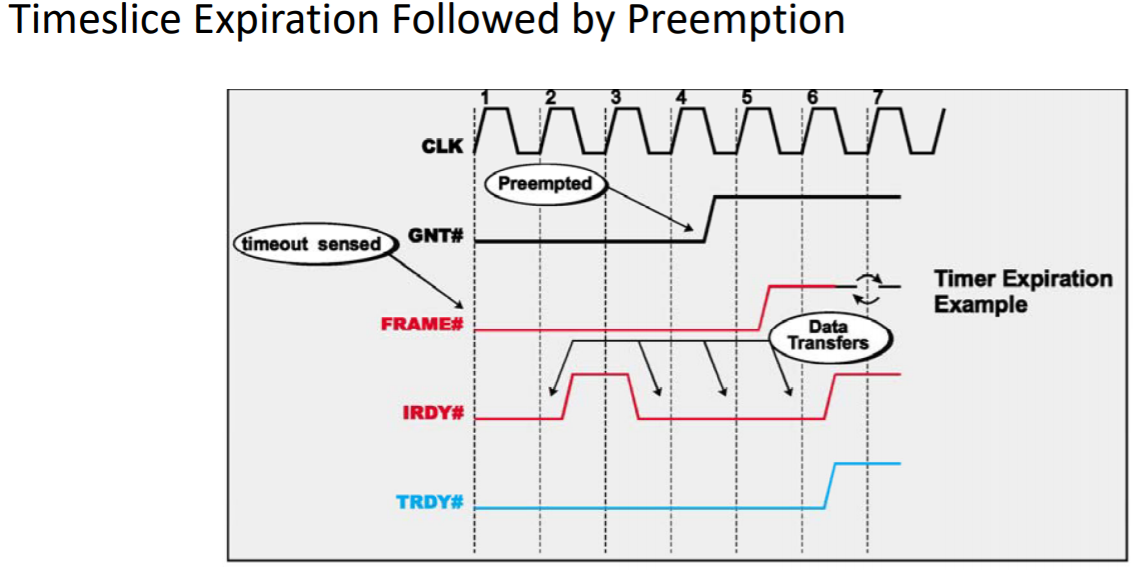 Timeslice Expiration Followed by Preemption
1 2 3 4 5 6 7
CLK
Preempted
GNT#
timeout sensed
Timer Expiration
Example
FRAME#
Data
Transfers
IRDY#
TRDY#